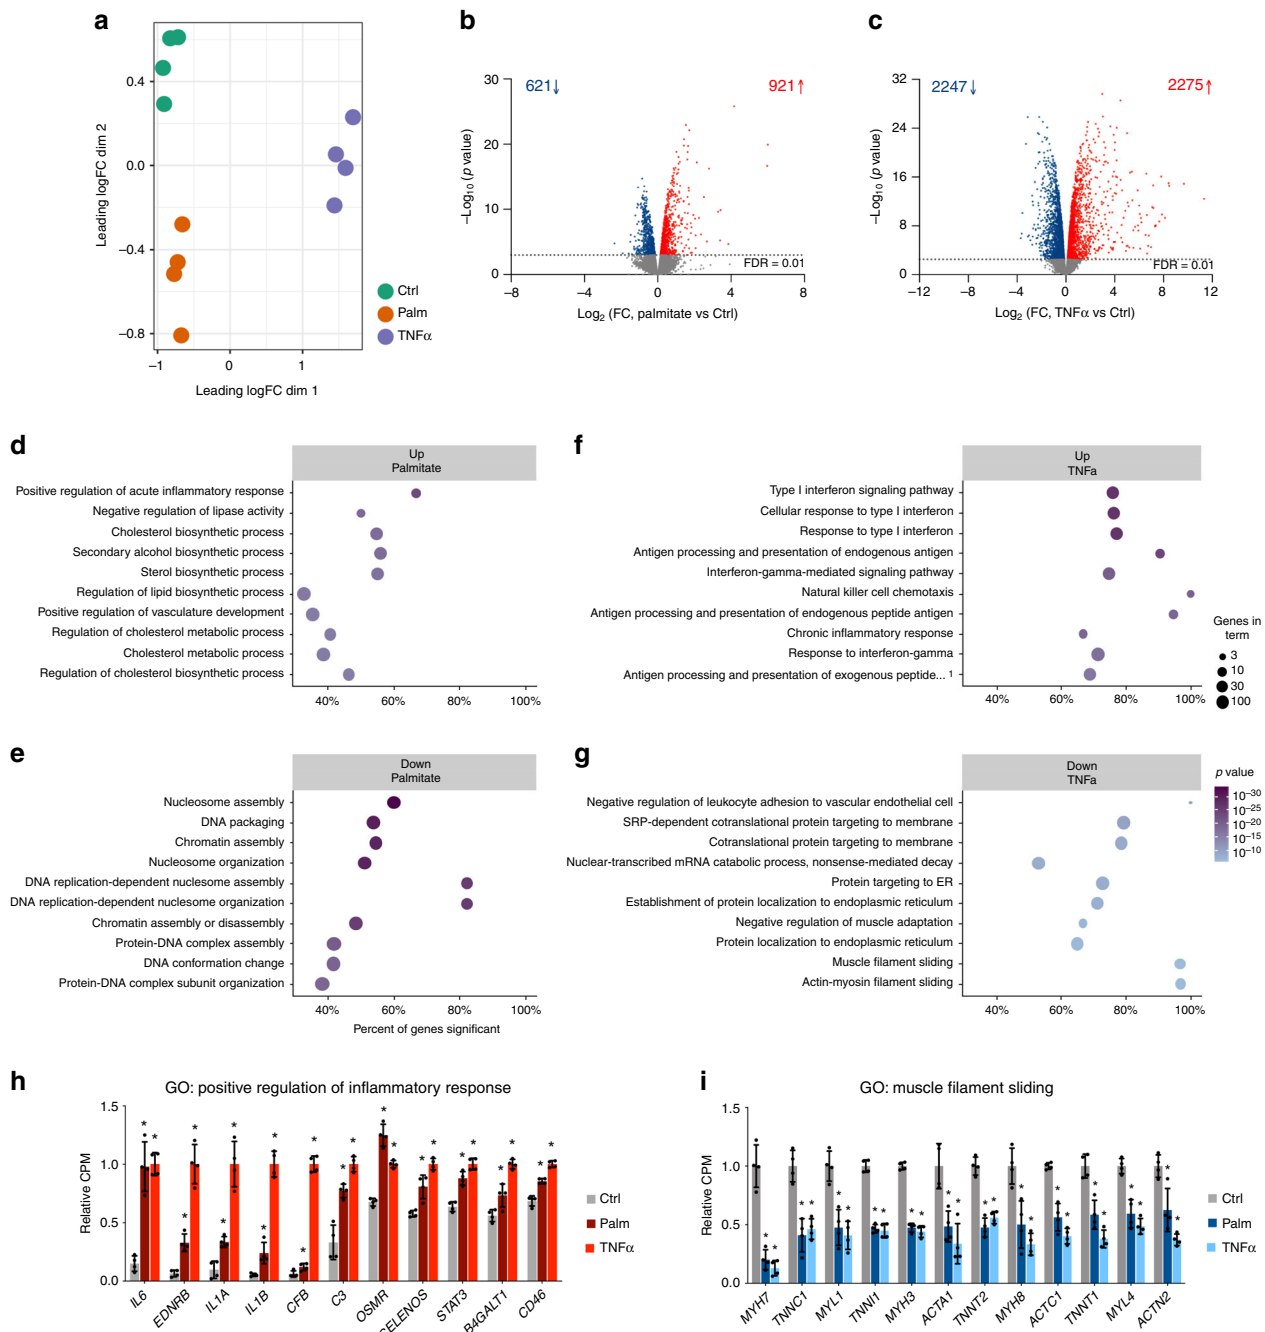 a
0.4
0.0
−0.4
−0.8
−1
0
1
Leading logFC dim 2
Leading logFC dim 1
Ctrl
Palm
TNFα
b
621↓
921↑
30
20
10
0
−8
−4
0
4
8
−Log10 (p value)
FDR = 0.01
Log2 (FC, palmitate vs Ctrl)
c
2247↓
2275↑
32
24
16
8
0
−12
−8
−4
0
4
8
12
−Log10 (p value)
FDR = 0.01
Log2 (FC, TNFα vs Ctrl)
d
Up
Palmitate
Positive regulation of acute inflammatory response
Negative regulation of lipase activity
Cholesterol biosynthetic process
Secondary alcohol biosynthetic process
Sterol biosynthetic process
Regulation of lipid biosynthetic process
Positive regulation of vasculature development
Regulation of cholesterol metabolic process
Cholesterol metabolic process
Regulation of cholesterol biosynthetic process
40% 60% 80% 100%
f
Up
TNFa
Type I interferon signaling pathway
Cellular response to type I interferon
Response to type I interferon
Antigen processing and presentation of endogenous antigen
Interferon-gamma-mediated signaling pathway
Natural killer cell chemotaxis
Antigen processing and presentation of endogenous peptide antigen
Chronic inflammatory response
Response to interferon-gamma
Antigen processing and presentation of exogenous peptide... 1
40% 60% 80% 100%
Genes in
term
3
10
30
100
e
Down
Palmitate
Nucleosome assembly
DNA packaging
Chromatin assembly
Nucleosome organization
DNA replication-dependent nuclesome assembly
DNA replication-dependent nuclesome organization
Chromatin assembly or disassembly
Protein-DNA complex assembly
DNA conformation change
Protein-DNA complex subunit organization
40% 60% 80% 100%
Percent of genes significant
g
Down
TNFa
Negative regulation of leukocyte adhesion to vascular endothelial cell
SRP-dependent cotranslational protein targeting to membrane
Cotranslational protein targeting to membrane
Nuclear-transcribed mRNA catabolic process, nonsense-mediated decay
Protein targeting to ER
Establishment of protein localization to endoplasmic reticulum
Negative regulation of muscle adaptation
Protein localization to endoplasmic reticulum
Muscle filament sliding
Actin-myosin filament sliding
40% 60% 80% 100%
p value
10−30
10−25
10−20
10−15
10−10
h
GO: positive regulation of inflammatory response
1.5
1.0
0.5
0.0
Relative CPM
* * * * * * * * * * * * * * * * * * *
IL6 EDNRB IL1A IL1B CFB C3 OSMR SELENOS STAT3 B4GALT1 CD46
Ctrl
Palm
TNFα
i
GO: muscle filament sliding
1.5
1.0
0.5
0.0
Relative CPM
* * * * * * * * * * * * * * * * * * * * * * * *
MYH7 TNNC1 MYL1 TNNI1 MYH3 ACTA1 TNNT2 MYH8 ACTC1 TNNT1 MYL4 ACTN2
Ctrl
Palm
TNFα